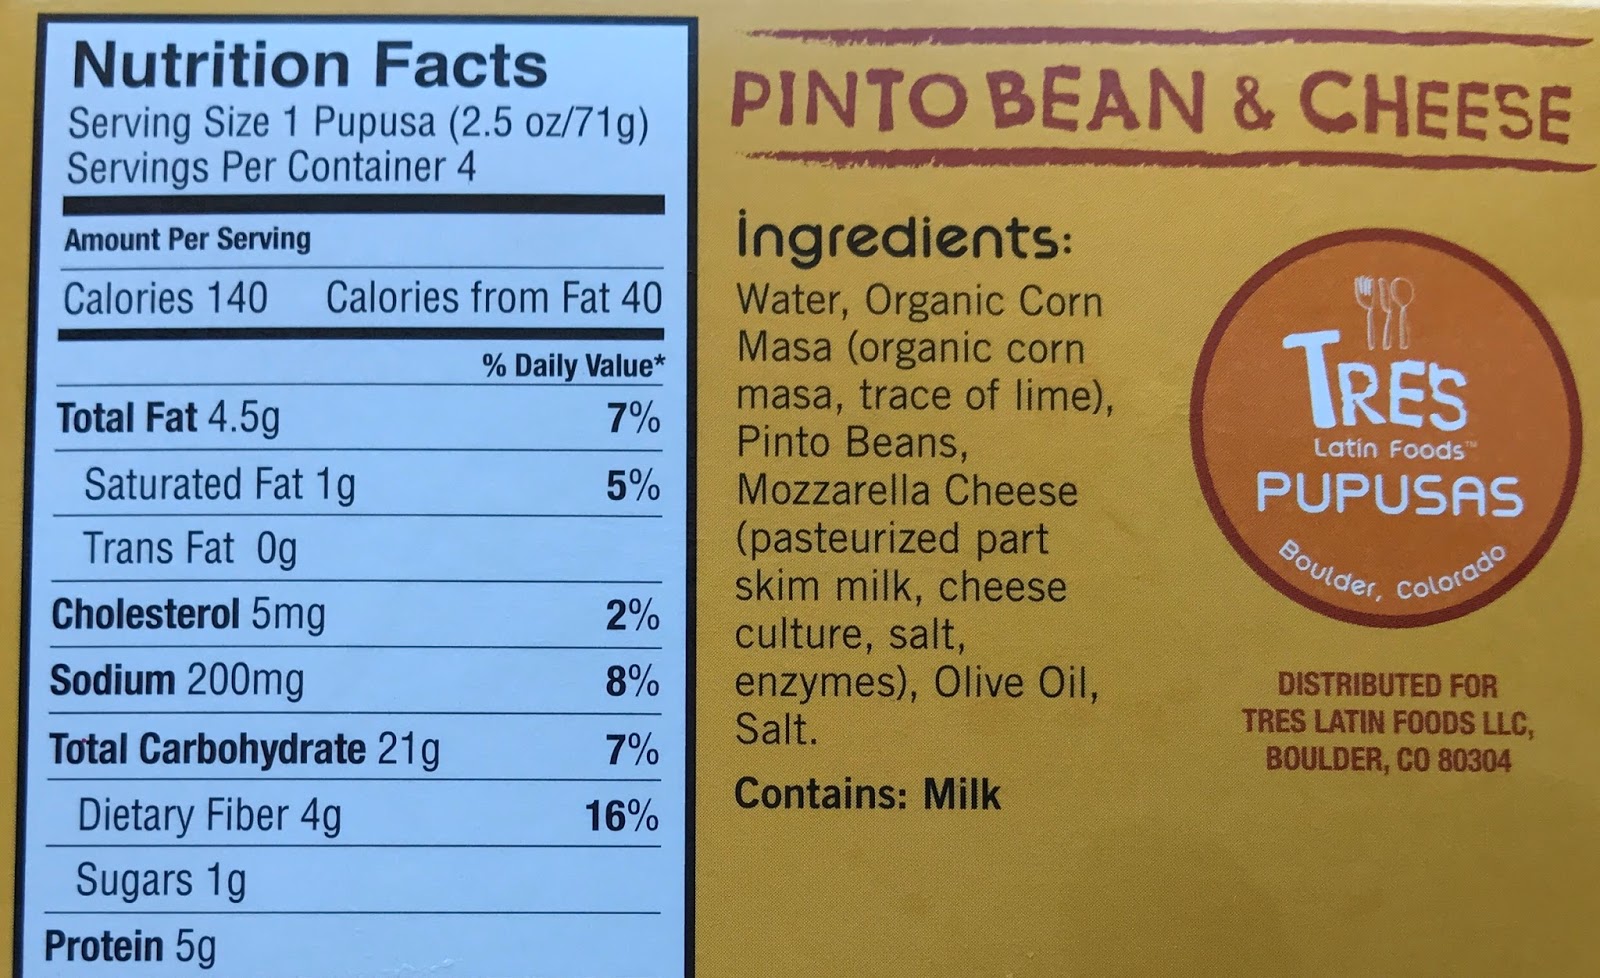 Nutrition Facts
Serving Size 1 Pupusa (2.5 oz/71g)
Servings Per Container 4
Amount Per Serving
Calories 140 Calories from Fat 40
% Daily Value*
Total Fat 4.5g 7%
Saturated Fat 1g 5%
Trans Fat 0g
Cholesterol 5mg 2%
Sodium 200mg 8%
Total Carbohydrate 21g 7%
Dietary Fiber 4g 16%
Sugars 1g
Protein 5g
PINTO BEAN & CHEESE
ingredients:
Water, Organic Corn
Masa (organic corn
masa, trace of lime),
Pinto Beans,
Mozzarella Cheese
(pasteurized part
skim milk, cheese
culture, salt,
enzymes), Olive Oil,
Salt.
Contains: Milk
TRES
Latin Foods™
PUPUSAS
Boulder, Colorado
DISTRIBUTED FOR
TRES LATIN FOODS LLC,
BOULDER, CO 80304